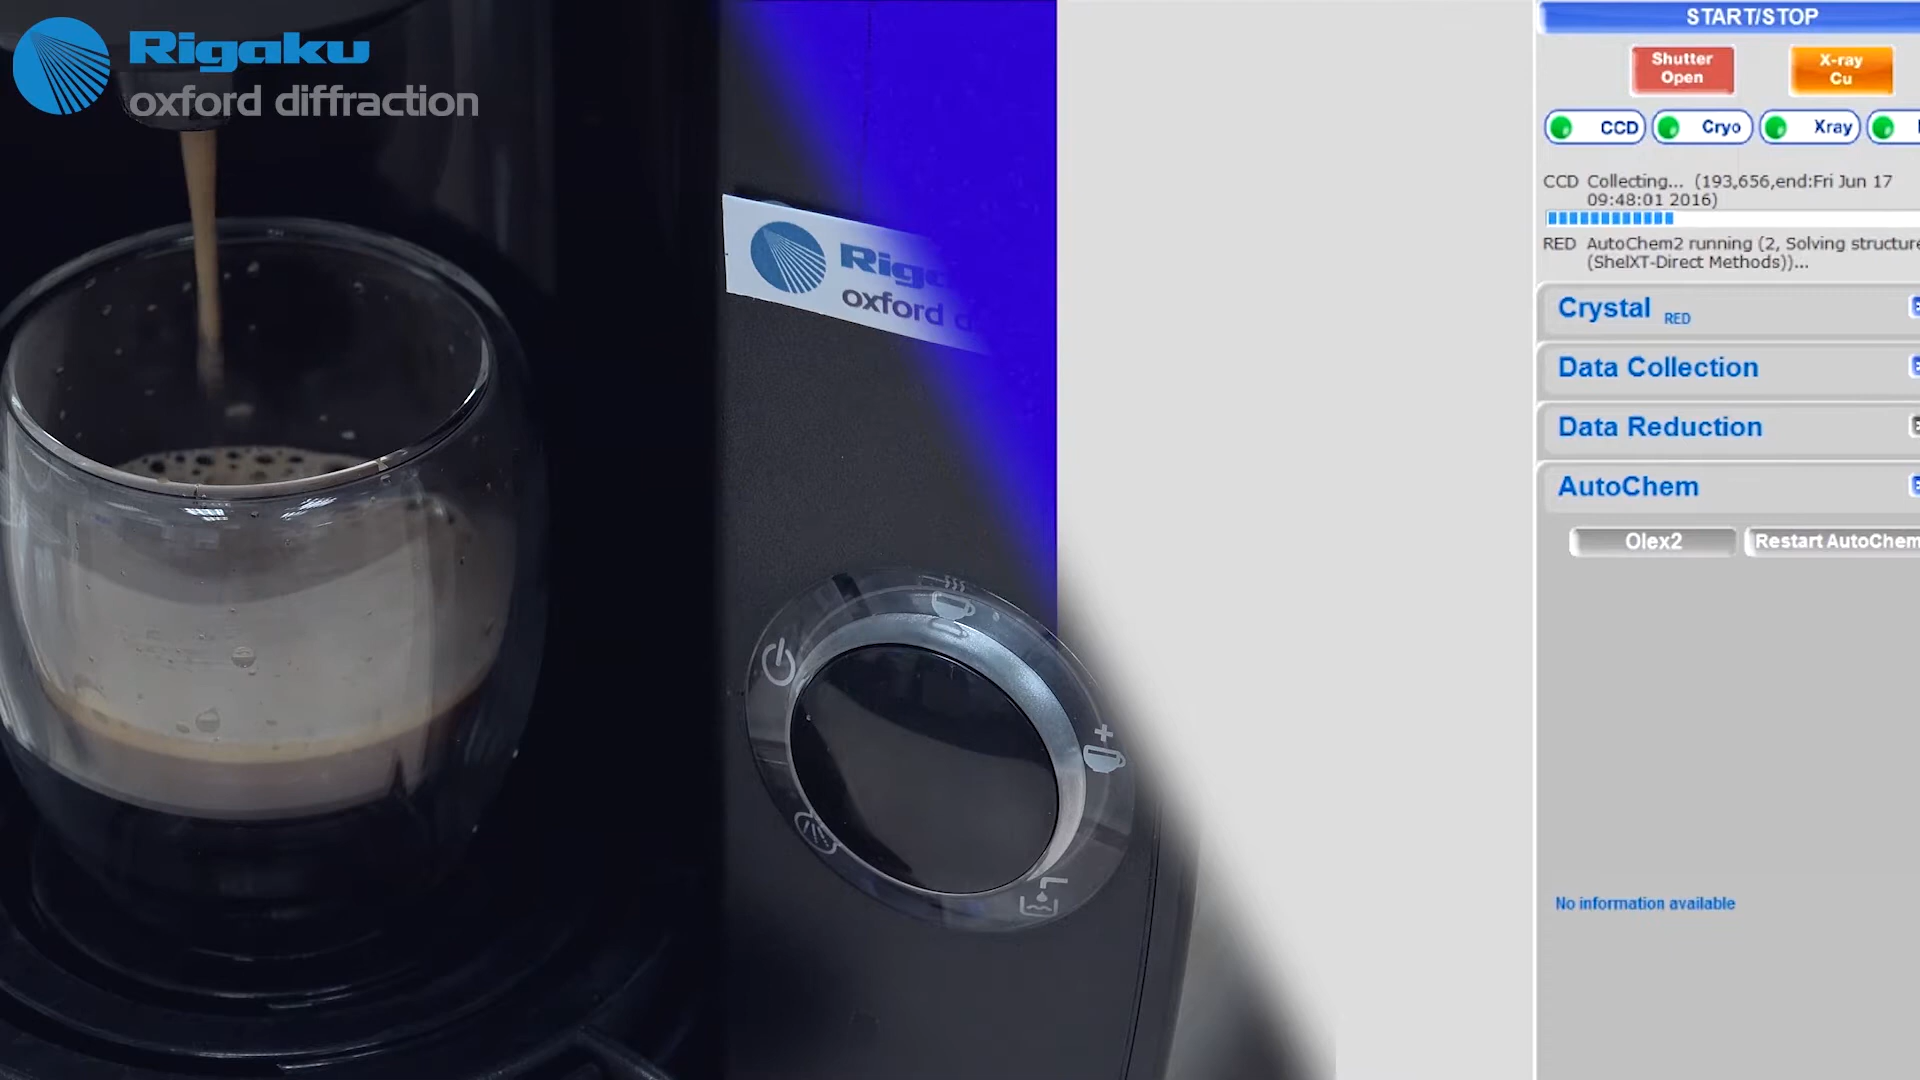 Rigaku
oxford diffraction
Riga
oxford d
START/STOP
Shutter
Open
X-ray
Cu
CCD
Cryo
Xray
CCD Collecting... (193,656,end:Fri Jun 17
09:48:01 2016)
RED AutoChem2 running (2, Solving structure
(ShelXT-Direct Methods))...
Crystal RED
Data Collection
Data Reduction
AutoChem
Olex2
Restart AutoChem
No information available